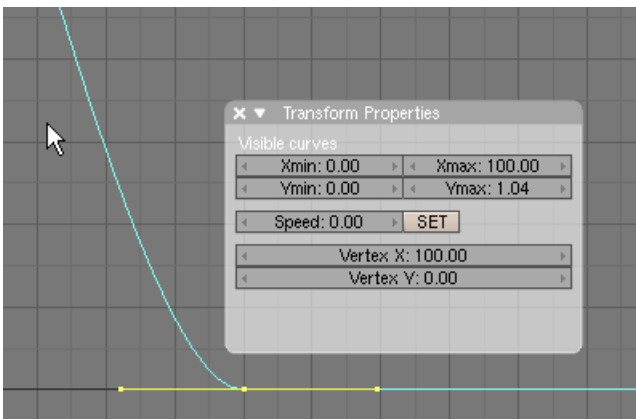 Transform Properties
Visible curves
Xmin: 0.00 Xmax: 100.00
Ymin: 0.00 Ymax: 1.04
Speed: 0.00 SET
Vertex X: 100.00
Vertex Y: 0.00